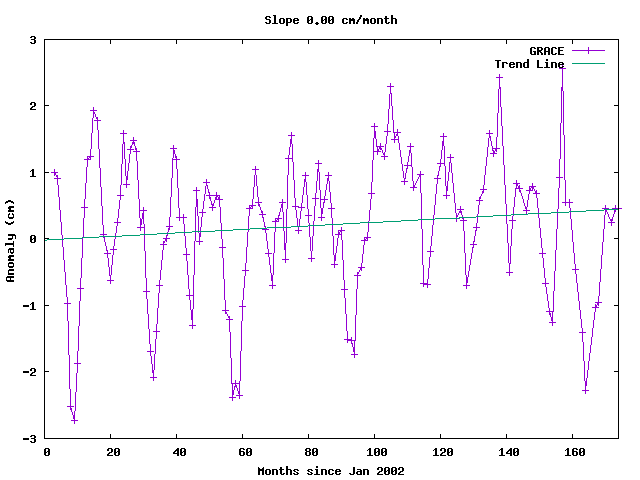 Slope 0.00 cm/month
GRACE
Trend Line
3
2
1
0
-1
-2
-3
Anomaly (cm)
0 20 40 60 80 100 120 140 160
Months since Jan 2002